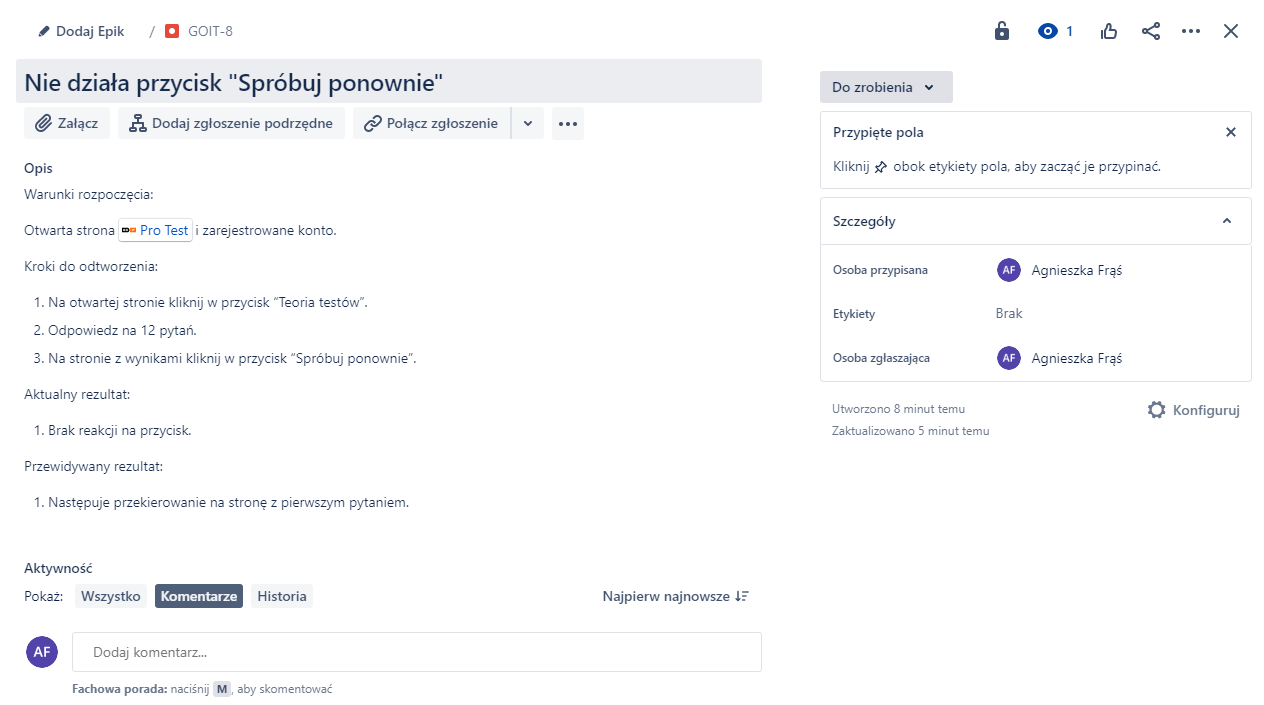 Dodaj Epik / GOIT-8
1
Nie działa przycisk "Spróbuj ponownie"
Załącz
Dodaj zgłoszenie podrzędne
Połącz zgłoszenie
Opis
Warunki rozpoczęcia:
Otwarta strona Pro Test i zarejestrowane konto.
Kroki do odtworzenia:
1. Na otwartej stronie kliknij w przycisk “Teoria testów”.
2. Odpowiedz na 12 pytań.
3. Na stronie z wynikami kliknij w przycisk “Spróbuj ponownie”.
Aktualny rezultat:
1. Brak reakcji na przycisk.
Przewidywany rezultat:
1. Następuje przekierowanie na stronę z pierwszym pytaniem.
Aktywność
Pokaż: Wszystko Komentarze Historia Najpierw najnowsze
AF Dodaj komentarz...
Fachowa porada: naciśnij M, aby skomentować
Do zrobienia
Przypięte pola
Kliknij obok etykiety pola, aby zacząć je przypinać.
Szczegóły
Osoba przypisana AF Agnieszka Frąś
Etykiety Brak
Osoba zgłaszająca AF Agnieszka Frąś
Utworzono 8 minut temu
Konfiguruj
Zaktualizowano 5 minut temu